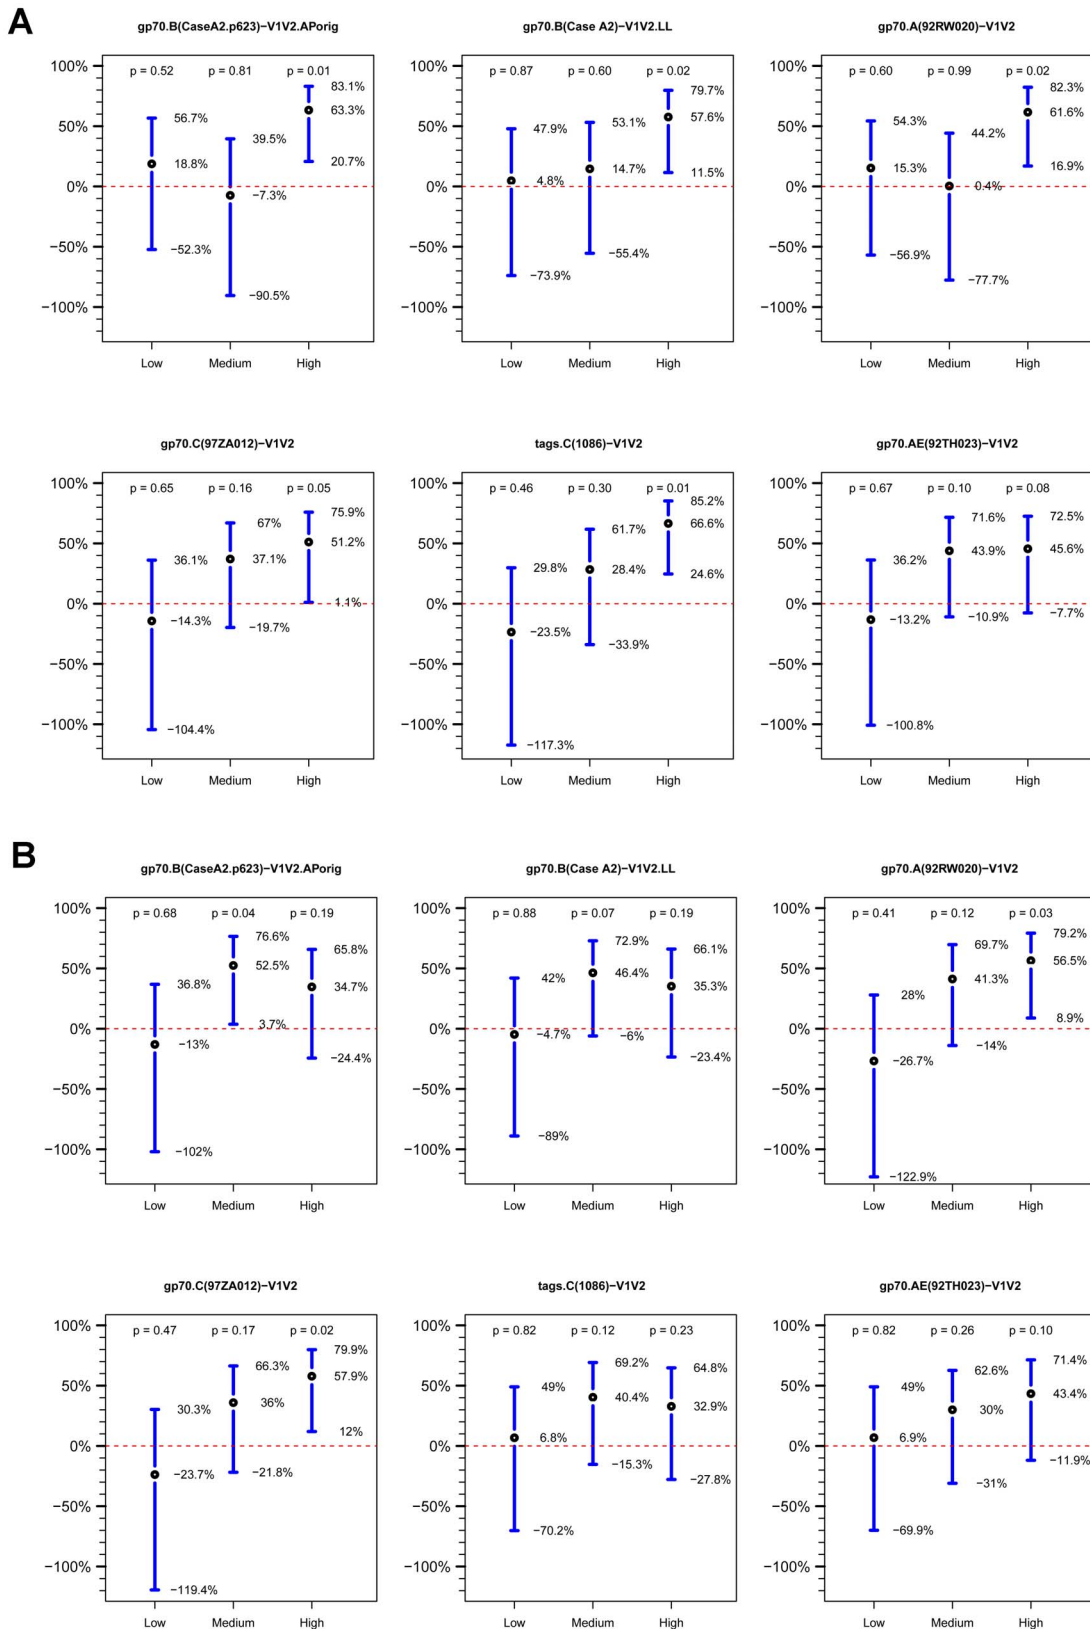 A
gp70.B(CaseA2.p623)−V1V2.APorig
100%
50%
0%
−50%
−100%
p = 0.52
p = 0.81
p = 0.01
56.7%
18.8%
−52.3%
39.5%
−7.3%
−90.5%
83.1%
63.3%
20.7%
Low
Medium
High
gp70.B(Case A2)−V1V2.LL
100%
50%
0%
−50%
−100%
p = 0.87
p = 0.60
p = 0.02
47.9%
4.8%
−73.9%
53.1%
14.7%
−55.4%
79.7%
57.6%
11.5%
Low
Medium
High
gp70.A(92RW020)−V1V2
100%
50%
0%
−50%
−100%
p = 0.60
p = 0.99
p = 0.02
54.3%
15.3%
−56.9%
44.2%
0.4%
−77.7%
82.3%
61.6%
16.9%
Low
Medium
High
gp70.C(97ZA012)−V1V2
100%
50%
0%
−50%
−100%
p = 0.65
p = 0.16
p = 0.05
36.1%
−14.3%
−104.4%
67%
37.1%
−19.7%
75.9%
51.2%
1.1%
Low
Medium
High
tags.C(1086)−V1V2
100%
50%
0%
−50%
−100%
p = 0.46
p = 0.30
p = 0.01
29.8%
−23.5%
−117.3%
61.7%
28.4%
−33.9%
85.2%
66.6%
24.6%
Low
Medium
High
gp70.AE(92TH023)−V1V2
100%
50%
0%
−50%
−100%
p = 0.67
p = 0.10
p = 0.08
36.2%
−13.2%
−100.8%
71.6%
43.9%
−10.9%
72.5%
45.6%
−7.7%
Low
Medium
High
B
gp70.B(CaseA2.p623)−V1V2.APorig
100%
50%
0%
−50%
−100%
p = 0.68
p = 0.04
p = 0.19
36.8%
−13%
−102%
76.6%
52.5%
3.7%
65.8%
34.7%
−24.4%
Low
Medium
High
gp70.B(Case A2)−V1V2.LL
100%
50%
0%
−50%
−100%
p = 0.88
p = 0.07
p = 0.19
42%
−4.7%
−89%
72.9%
46.4%
−6%
66.1%
35.3%
−23.4%
Low
Medium
High
gp70.A(92RW020)−V1V2
100%
50%
0%
−50%
−100%
p = 0.41
p = 0.12
p = 0.03
28%
−26.7%
−122.9%
69.7%
41.3%
−14%
79.2%
56.5%
8.9%
Low
Medium
High
gp70.C(97ZA012)−V1V2
100%
50%
0%
−50%
−100%
p = 0.47
p = 0.17
p = 0.02
30.3%
−23.7%
−119.4%
66.3%
36%
−21.8%
79.9%
57.9%
12%
Low
Medium
High
tags.C(1086)−V1V2
100%
50%
0%
−50%
−100%
p = 0.82
p = 0.12
p = 0.23
49%
6.8%
−70.2%
69.2%
40.4%
−15.3%
64.8%
32.9%
−27.8%
Low
Medium
High
gp70.AE(92TH023)−V1V2
100%
50%
0%
−50%
−100%
p = 0.82
p = 0.26
p = 0.10
49%
6.9%
−69.9%
62.6%
30%
−31%
71.4%
43.4%
−11.9%
Low
Medium
High